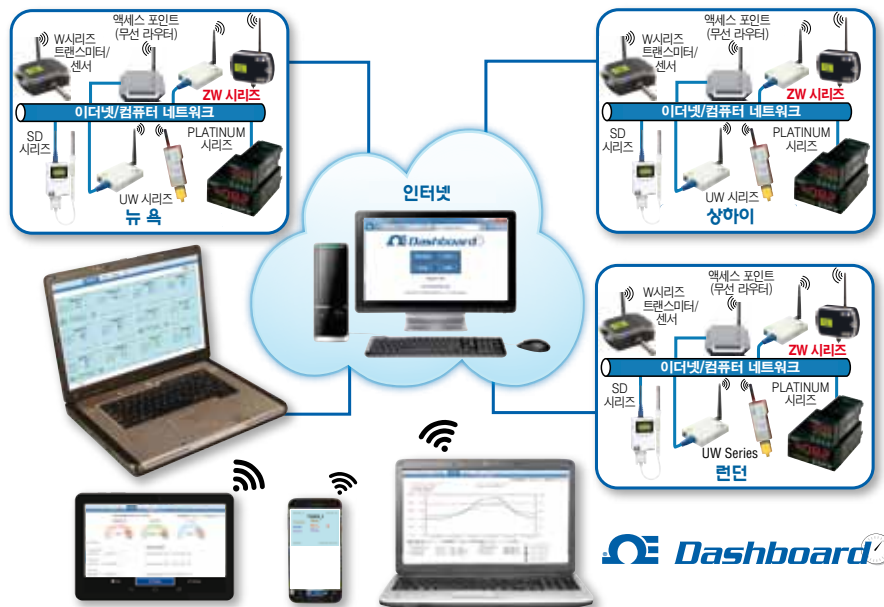 W시리즈
트랜스미터/
센서
액세스 포인트
(무선 라우터)
ZW 시리즈
이더넷/컴퓨터 네트워크
SD
시리즈
PLATINUM
시리즈
UW 시리즈
뉴 욕
인터넷
Dashboard
W시리즈
트랜스미터/
센서
액세스 포인트
(무선 라우터)
ZW 시리즈
이더넷/컴퓨터 네트워크
SD
시리즈
PLATINUM
시리즈
UW 시리즈
상하이
W시리즈
트랜스미터/
센서
액세스 포인트
(무선 라우터)
ZW 시리즈
이더넷/컴퓨터 네트워크
SD
시리즈
PLATINUM
시리즈
UW Series
런던
Dashboard